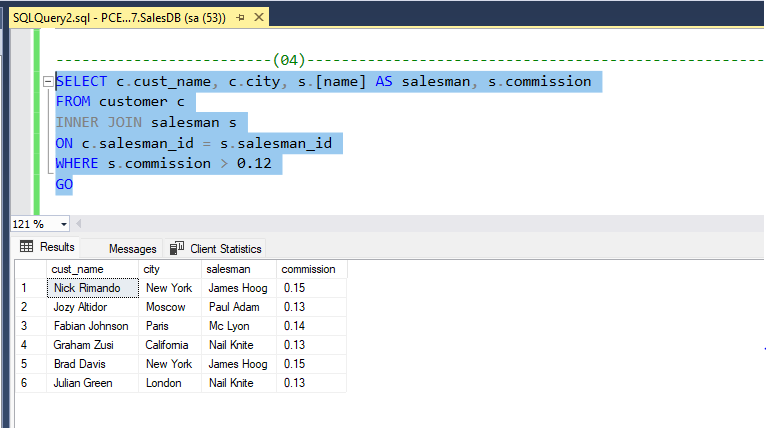 SQLQuery2.sql - PCE...7.SalesDB (sa (53))
-------------------------(04)-----------------------------------------------------
SELECT c.cust_name, c.city, s.[name] AS salesman, s.commission
FROM customer c
INNER JOIN salesman s
ON c.salesman_id = s.salesman_id
WHERE s.commission > 0.12
GO
121 %
Results Messages Client Statistics
cust_name city salesman commission
1 Nick Rimando New York James Hoog 0.15
2 Jozy Altidor Moscow Paul Adam 0.13
3 Fabian Johnson Paris Mc Lyon 0.14
4 Graham Zusi California Nail Knite 0.13
5 Brad Davis New York James Hoog 0.15
6 Julian Green London Nail Knite 0.13